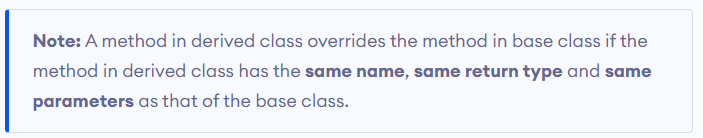 Note: A method in derived class overrides the method in base class if the
method in derived class has the same name, same return type and same
parameters as that of the base class.